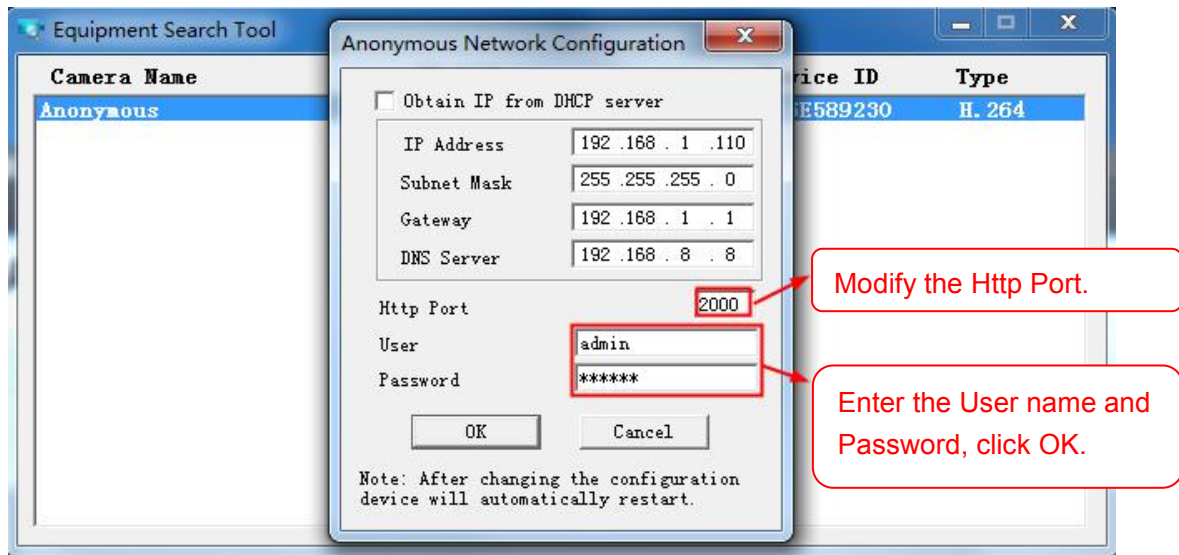 Equipment Search Tool
Anonymous Network Configuration
Camera Name
vice ID
Type
Anonymous
E589230
H.264
Obtain IP from DHCP server
IP Address 192 .168 . 1 .110
Subnet Mask 255 .255 .255 . 0
Gateway 192 .168 . 1 . 1
DNS Server 192 .168 . 8 . 8
Http Port 2000
User admin
Password ******
OK Cancel
Note: After changing the configuration
device will automatically restart.
Modify the Http Port.
Enter the User name and
Password, click OK.